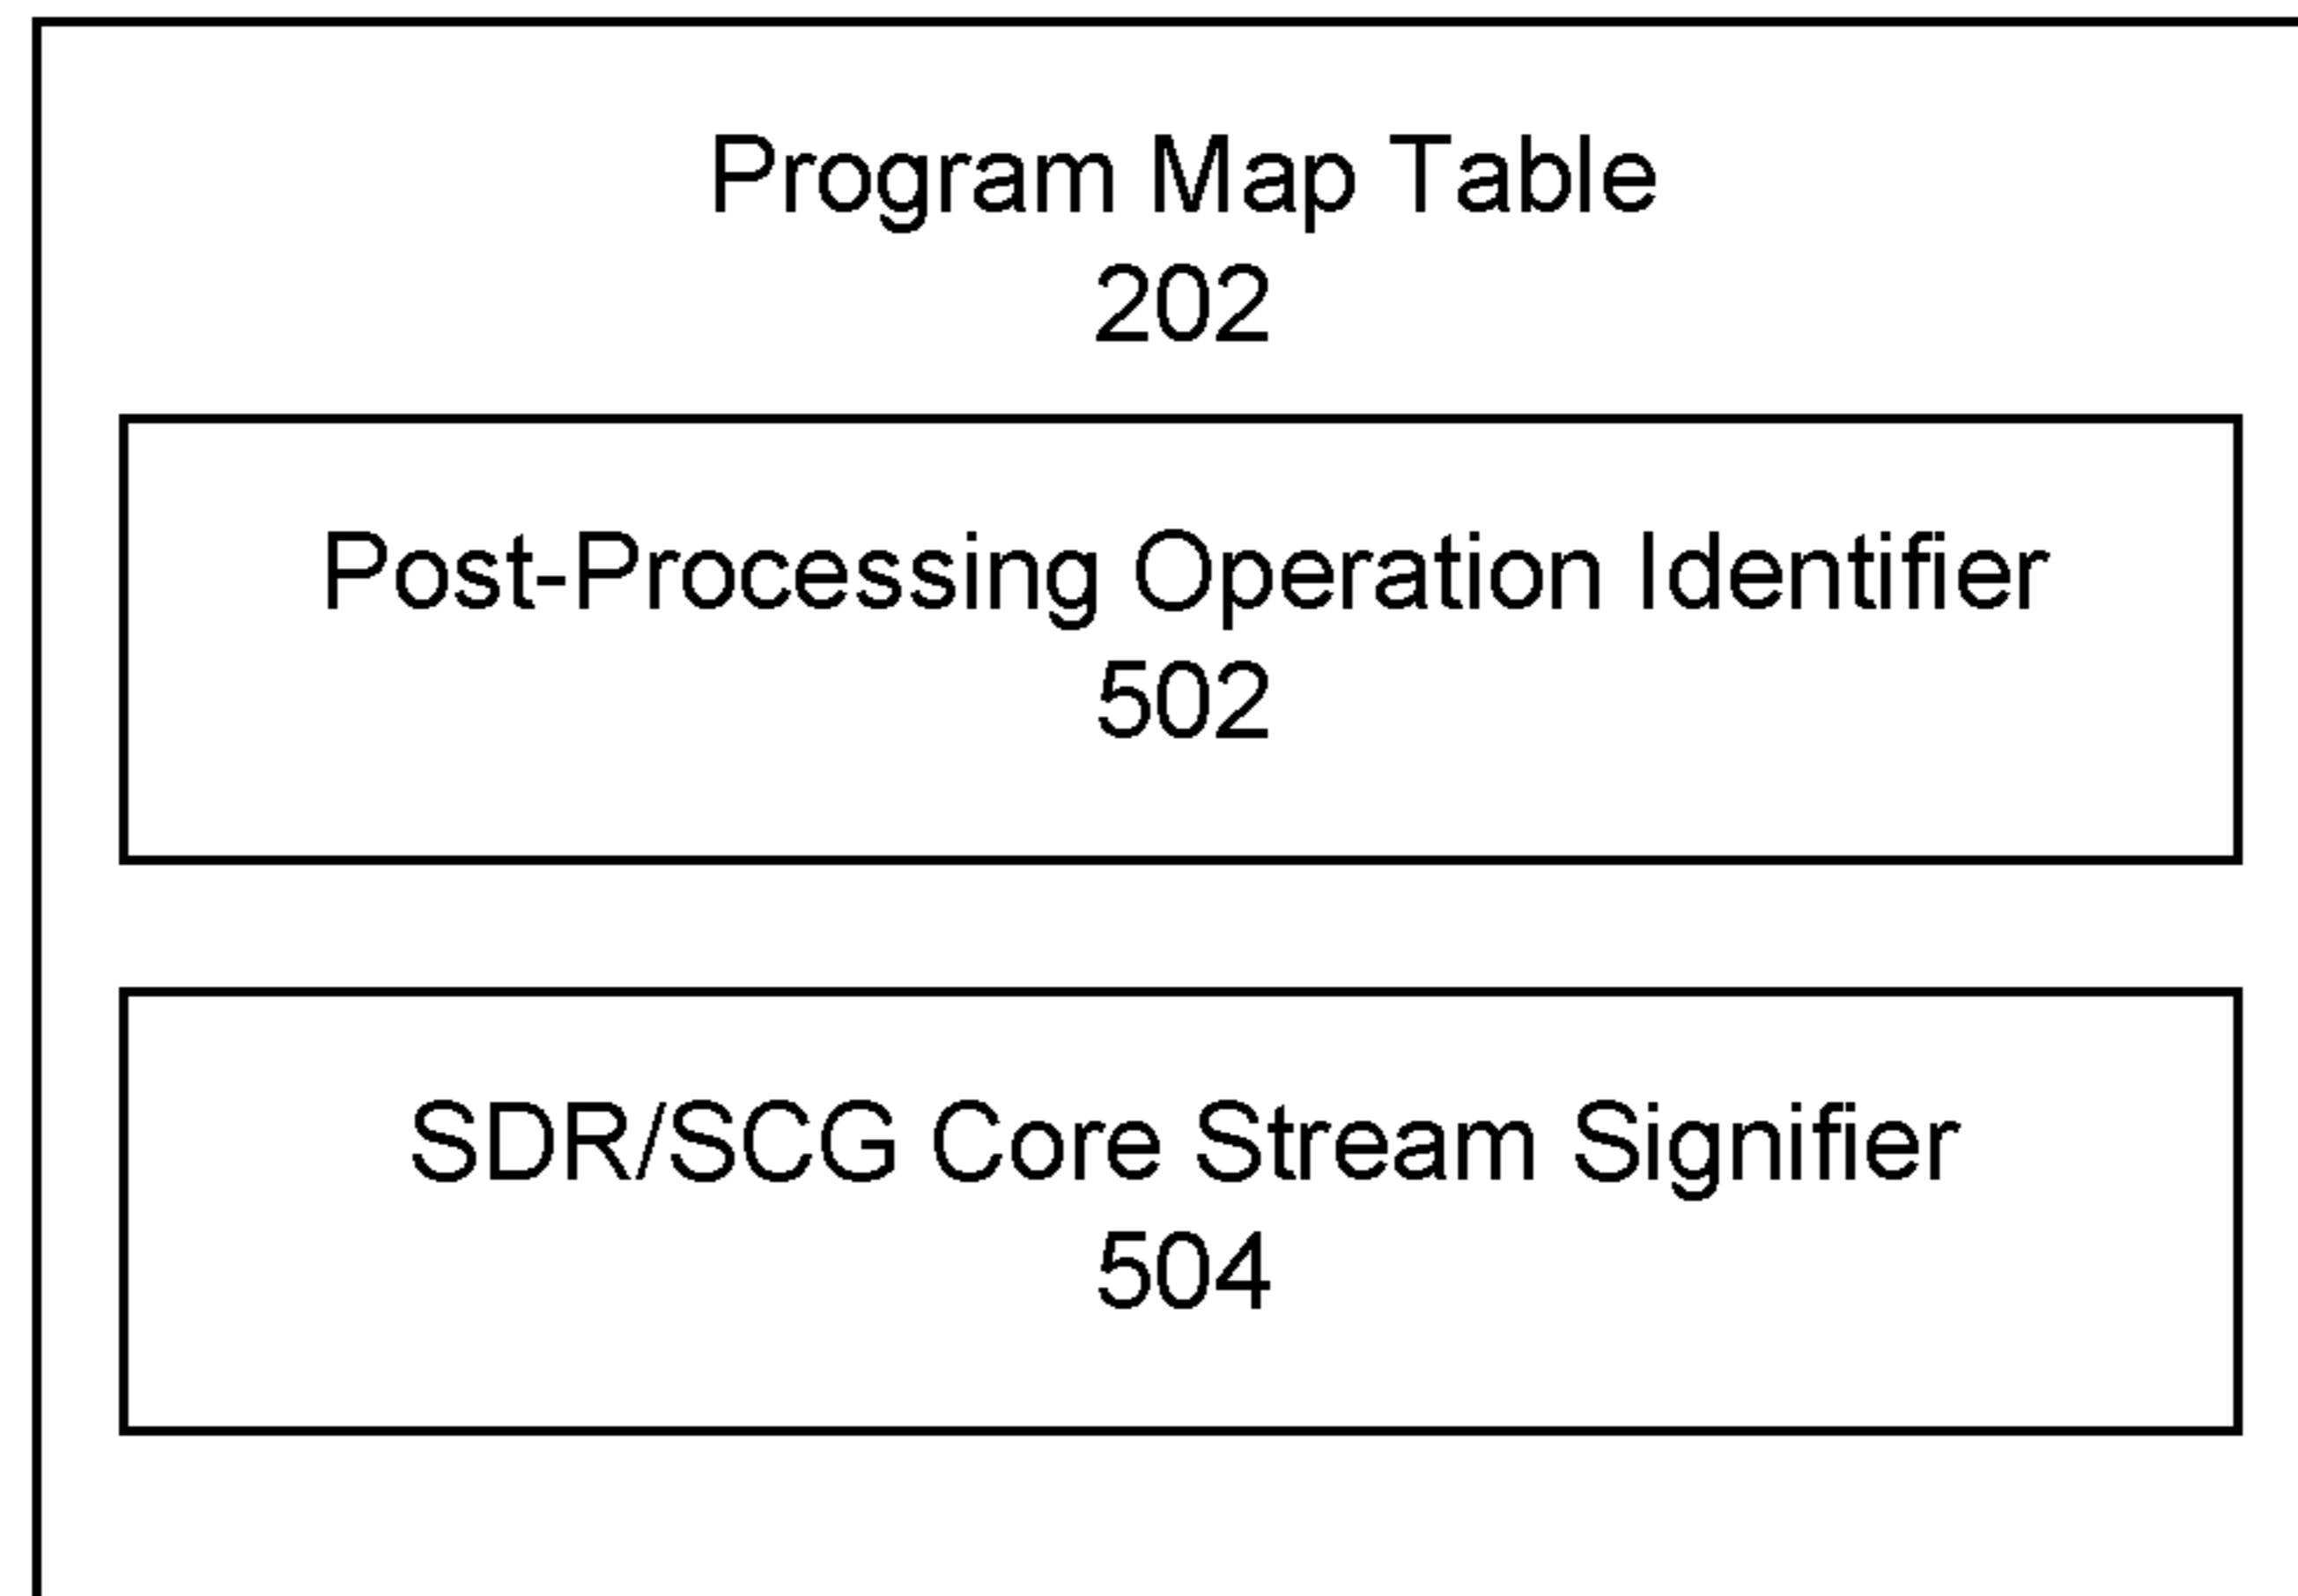 Program Map Table
202
Post-Processing Operation Identifier
502
SDR/SCG Core Stream Signifier
504